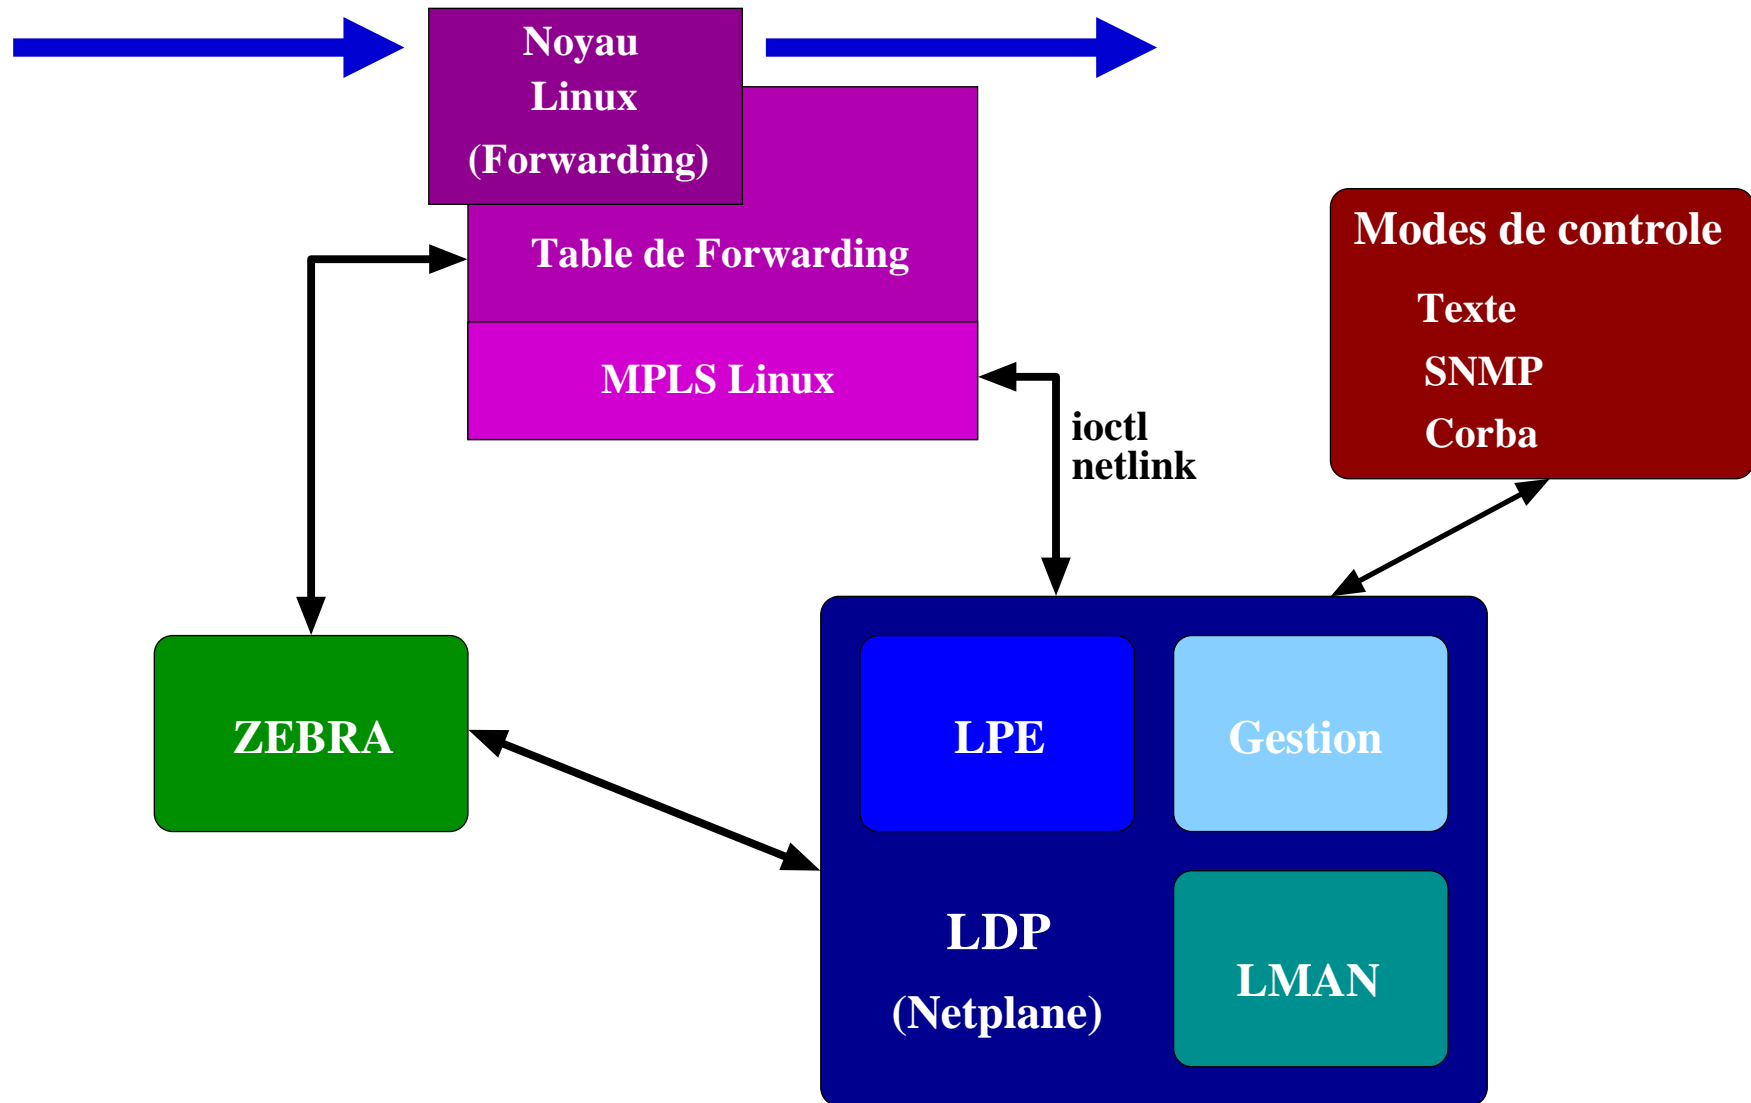 Noyau
Linux
(Forwarding)
Table de Forwarding
MPLS Linux
Modes de controle
Texte
SNMP
Corba
ioctl
netlink
ZEBRA
LPE
Gestion
LDP
(Netplane)
LMAN